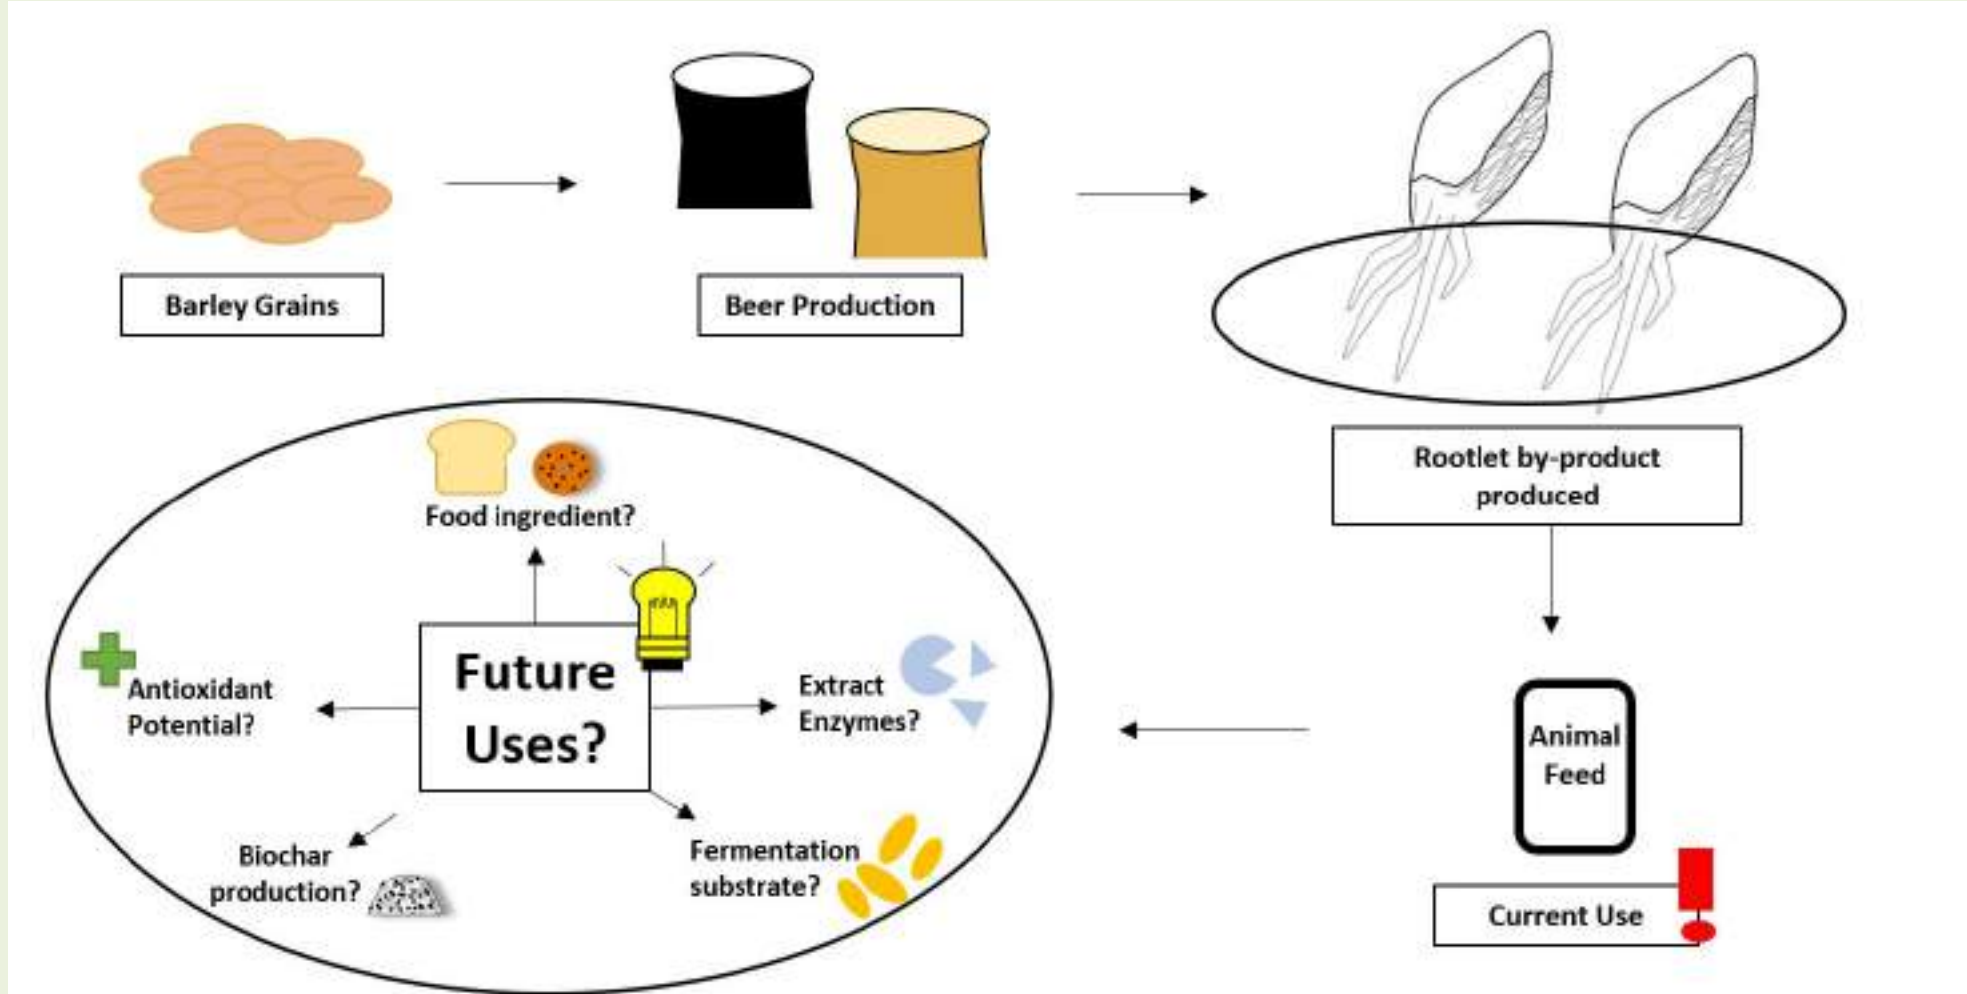 Barley Grains
Beer Production
Rootlet by-product
produced
Animal
Feed
Current Use
Future
Uses?
Food ingredient?
Extract
Enzymes?
Fermentation
substrate?
Biochar
production?
Antioxidant
Potential?